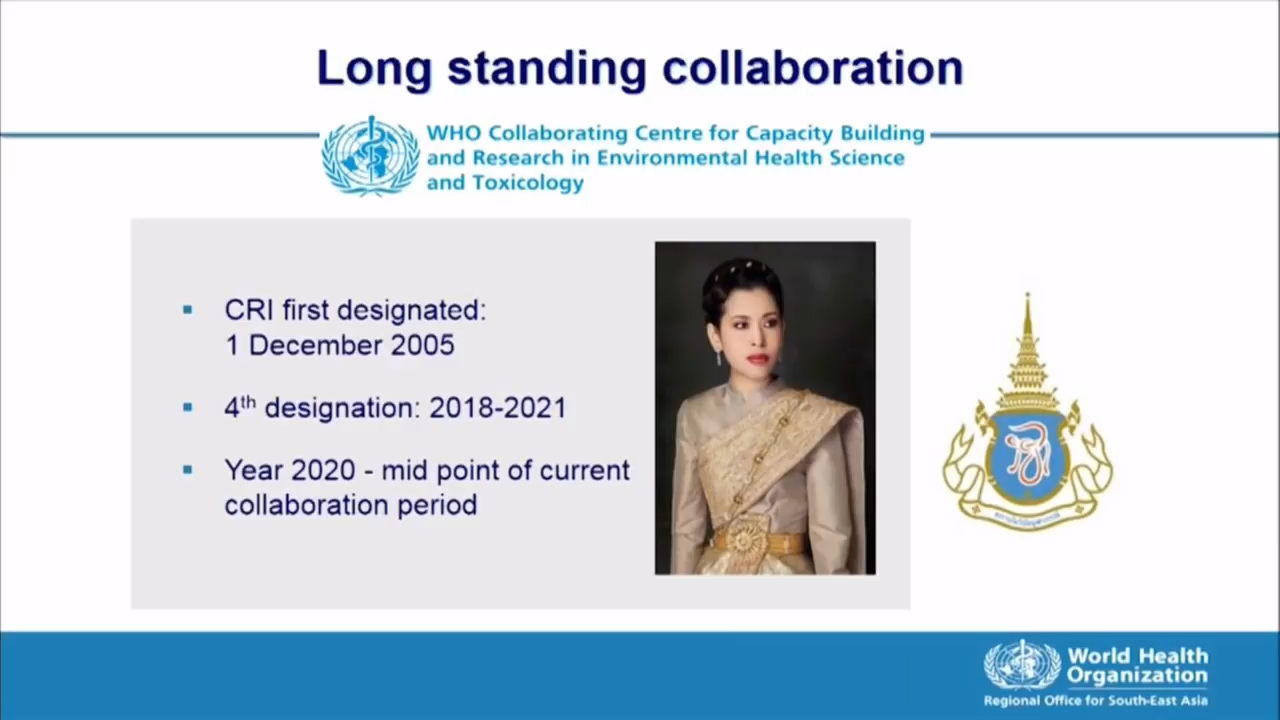 Long standing collaboration
WHO Collaborating Centre for Capacity Building
and Research in Environmental Health Science
and Toxicology
▪ CRI first designated:
1 December 2005
▪ 4th designation: 2018-2021
▪ Year 2020 - mid point of current
collaboration period
World Health
Organization
Regional Office for South-East Asia